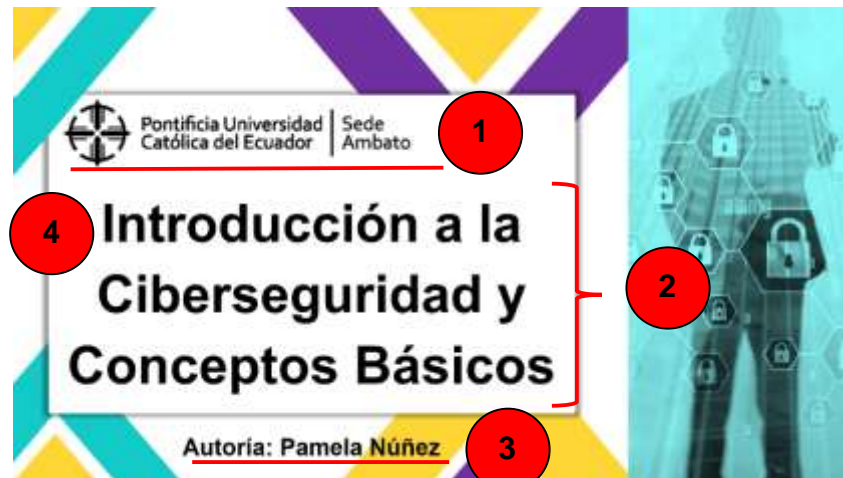 Pontificia Universidad
Católica del Ecuador
Sede
Ambato
1
4
Introducción a la
Ciberseguridad y
Conceptos Básicos
2
Autoría: Pamela Núñez
3